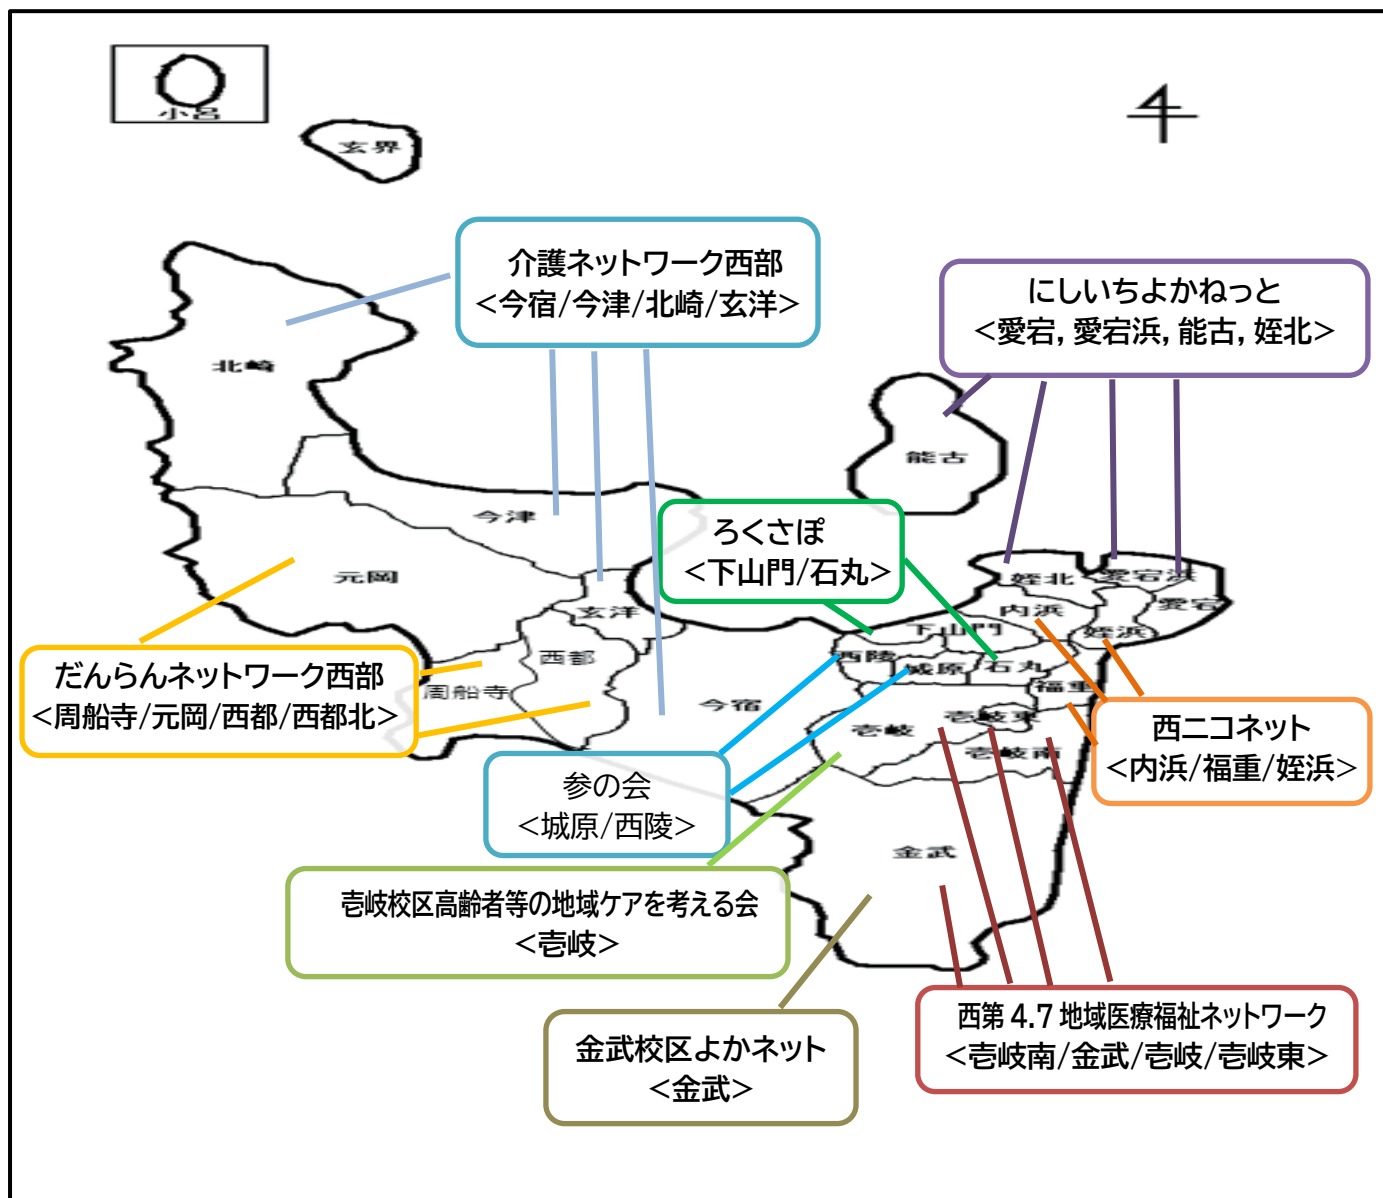 小呂
玄界
介護ネットワーク西部
<今宿/今津/北崎/玄洋>
にしいちよかねっと
<愛宕,愛宕浜,能古,姪北>
北崎
能古
今津
ろくさぽ
<下山門/石丸>
元岡
姪北
愛宕浜
愛宕
内浜
玄洋
下山門
姪浜
西都
西陵
城原
石丸
福重
だんらんネットワーク西部
<周船寺/元岡/西都/西都北>
周船寺
今宿
壱岐
壱岐東
壱岐南
西ニコネット
<内浜/福重/姪浜>
参の会
<城原/西陵>
金武
壱岐校区高齢者等の地域ケアを考える会
<壱岐>
西第4.7地域医療福祉ネットワーク
<壱岐南/金武/壱岐/壱岐東>
金武校区よかネット
<金武>